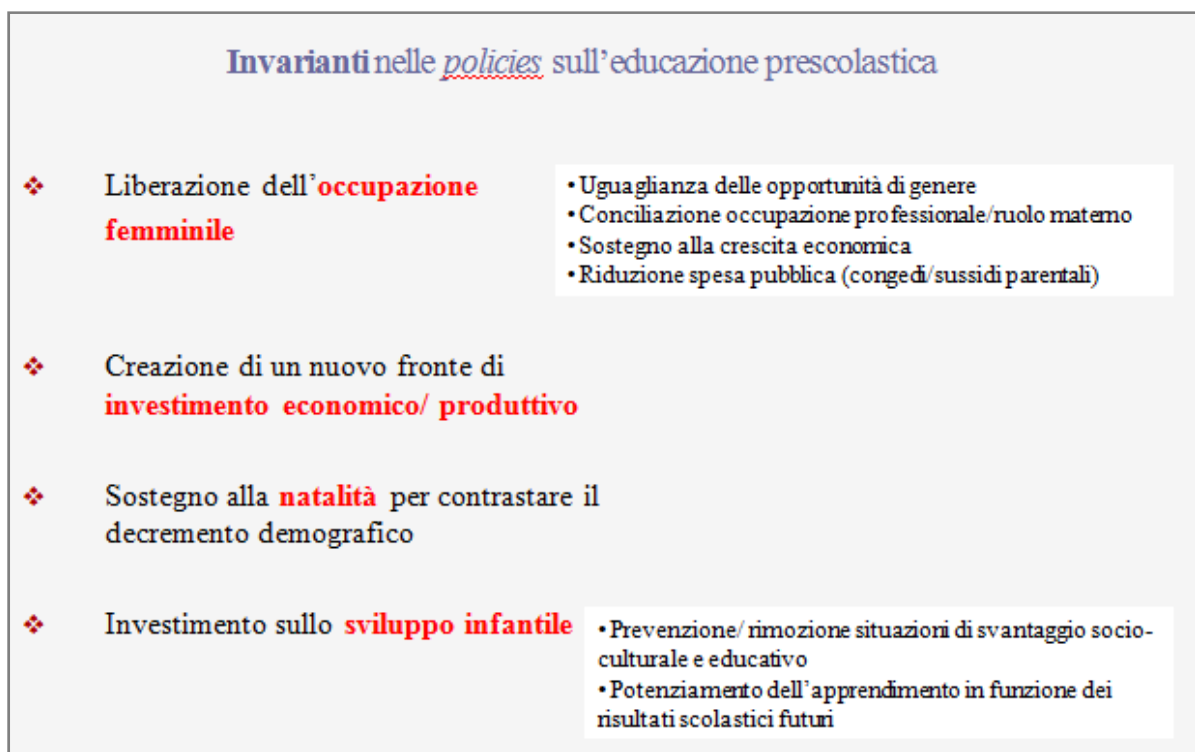 Invarianti nelle policies sull’educazione prescolastica
❖ Liberazione dell’occupazione
femminile
• Uguaglianza delle opportunità di genere
• Conciliazione occupazione professionale/ruolo materno
• Sostegno alla crescita economica
• Riduzione spesa pubblica (congedi/sussidi parentali)
❖ Creazione di un nuovo fronte di
investimento economico/ produttivo
❖ Sostegno alla natalità per contrastare il
decremento demografico
❖ Investimento sullo sviluppo infantile
• Prevenzione/ rimozione situazioni di svantaggio socio-
culturale e educativo
• Potenziamento dell’apprendimento in funzione dei
risultati scolastici futuri